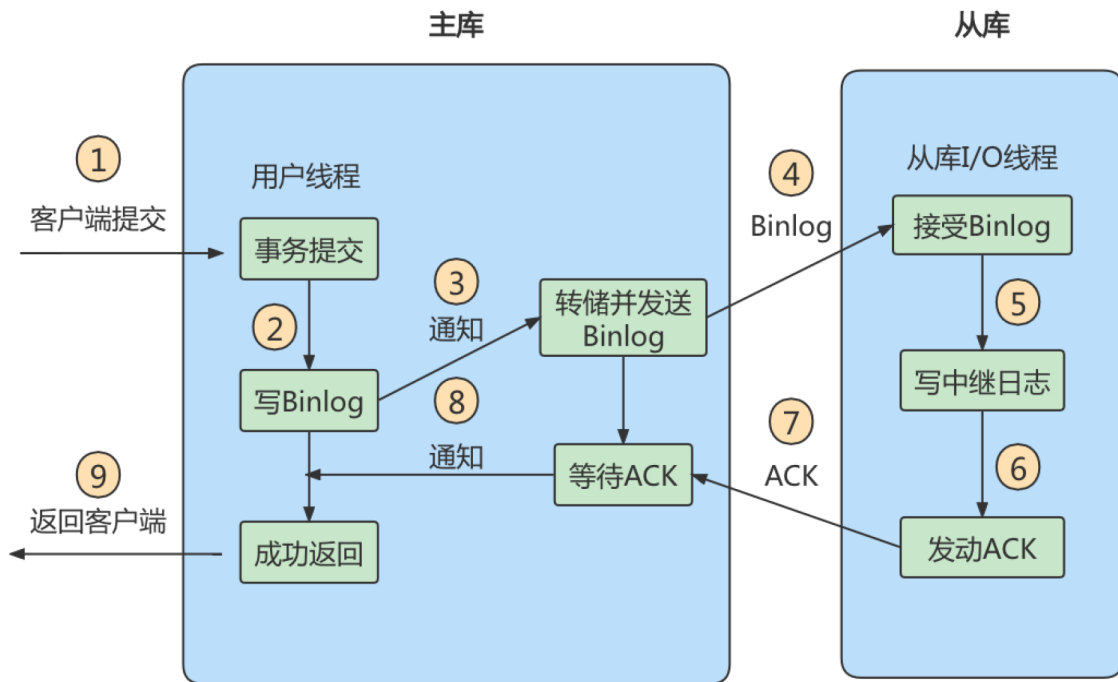 主库
从库
1
客户端提交
用户线程
事务提交
2
写Binlog
3
通知
转储并发送
Binlog
4
Binlog
从库I/O线程
接受Binlog
5
写中继日志
6
发动ACK
7
ACK
等待ACK
8
通知
成功返回
9
返回客户端